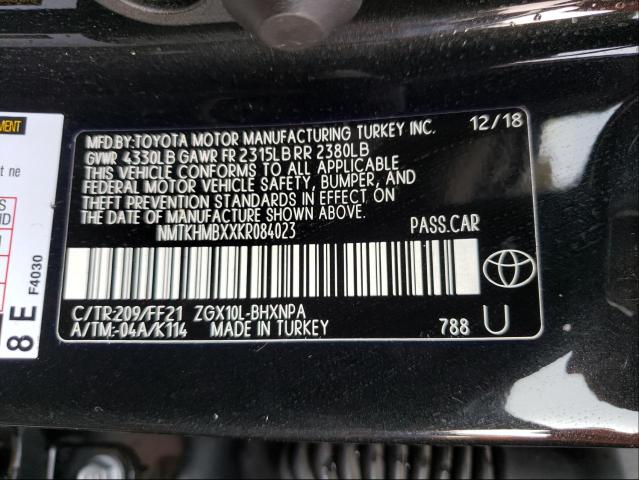 MFD.BY:TOYOTA MOTOR MANUFACTURING TURKEY INC. 12/18
GVWR 4330LB GAWR FR 2315LB RR 2380LB
THIS VEHICLE CONFORMS TO ALL APPLICABLE
FEDERAL MOTOR VEHICLE SAFETY, BUMPER, AND
THEFT PREVENTION STANDARDS IN EFFECT ON
THE DATE OF MANUFACTURE SHOWN ABOVE.
NMTKHMBXXKR084023 PASS.CAR
C/TR:209/FF21 ZGX10L-BHXNPA
A/TM:-04A/K114 MADE IN TURKEY 788 U
t ne
8 E
F4030